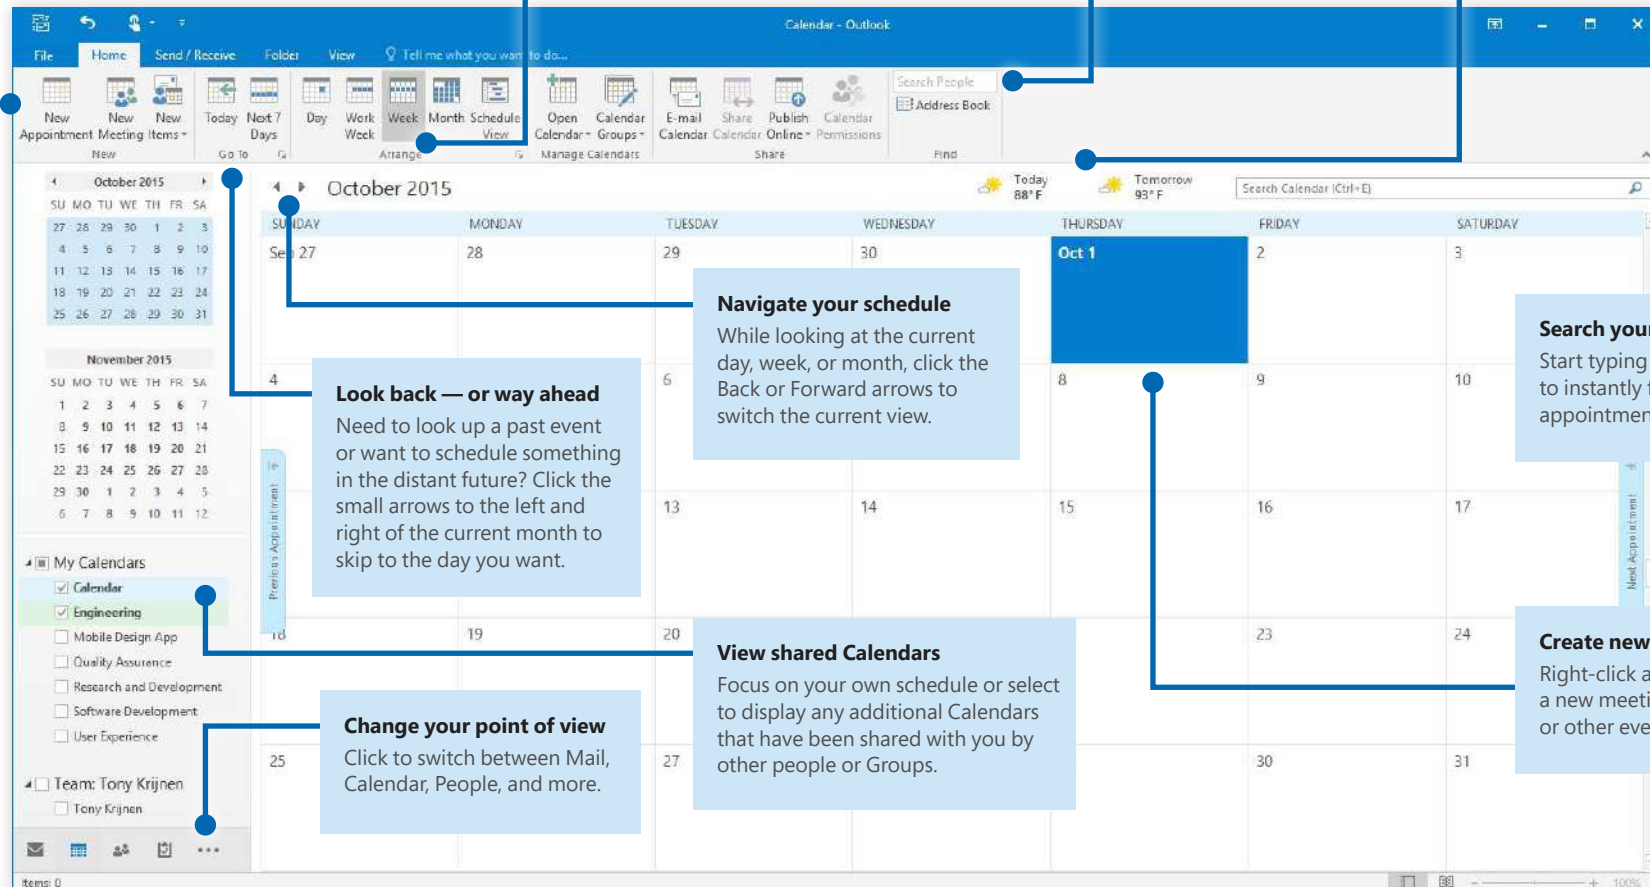 Calendar - Outlook
File Home Send / Receive Folder View Tell me what you want to do...
New Appointment
New Meeting
New Items
Today
Next 7 Days
Day
Work Week
Week
Month
Schedule View
Open Calendar
Calendar Groups
E-mail Calendar
Share Calendar
Publish Online
Calendar Permissions
Search People
Address Book
New Go To Arrange Manage Calendars Share Find
October 2015
SU MO TU WE TH FR SA
27 28 29 30 1 2 3
4 5 6 7 8 9 10
11 12 13 14 15 16 17
18 19 20 21 22 23 24
25 26 27 28 29 30 31
November 2015
SU MO TU WE TH FR SA
1 2 3 4 5 6 7
8 9 10 11 12 13 14
15 16 17 18 19 20 21
22 23 24 25 26 27 28
29 30 1 2 3 4 5
6 7 8 9 10 11 12
My Calendars
Calendar
Engineering
Mobile Design App
Quality Assurance
Research and Development
Software Development
User Experience
Team: Tony Krijnen
Tony Krijnen
Items: 0
October 2015
Today
88° F
Tomorrow
93° F
Search Calendar (Ctrl+E)
SUNDAY MONDAY TUESDAY WEDNESDAY THURSDAY FRIDAY SATURDAY
Sep 27 28 29 30 Oct 1 2 3
4 6 8 9 10
13 14 15 16 17
18 19 20 23 24
25 27 30 31
Previous Appointment
Next Appointment
Navigate your schedule
While looking at the current
day, week, or month, click the
Back or Forward arrows to
switch the current view.
Look back — or way ahead
Need to look up a past event
or want to schedule something
in the distant future? Click the
small arrows to the left and
right of the current month to
skip to the day you want.
View shared Calendars
Focus on your own schedule or select
to display any additional Calendars
that have been shared with you by
other people or Groups.
Change your point of view
Click to switch between Mail,
Calendar, People, and more.
Search your
Start typing
to instantly
appointmen
Create new
Right-click a
a new meeti
or other eve
100%